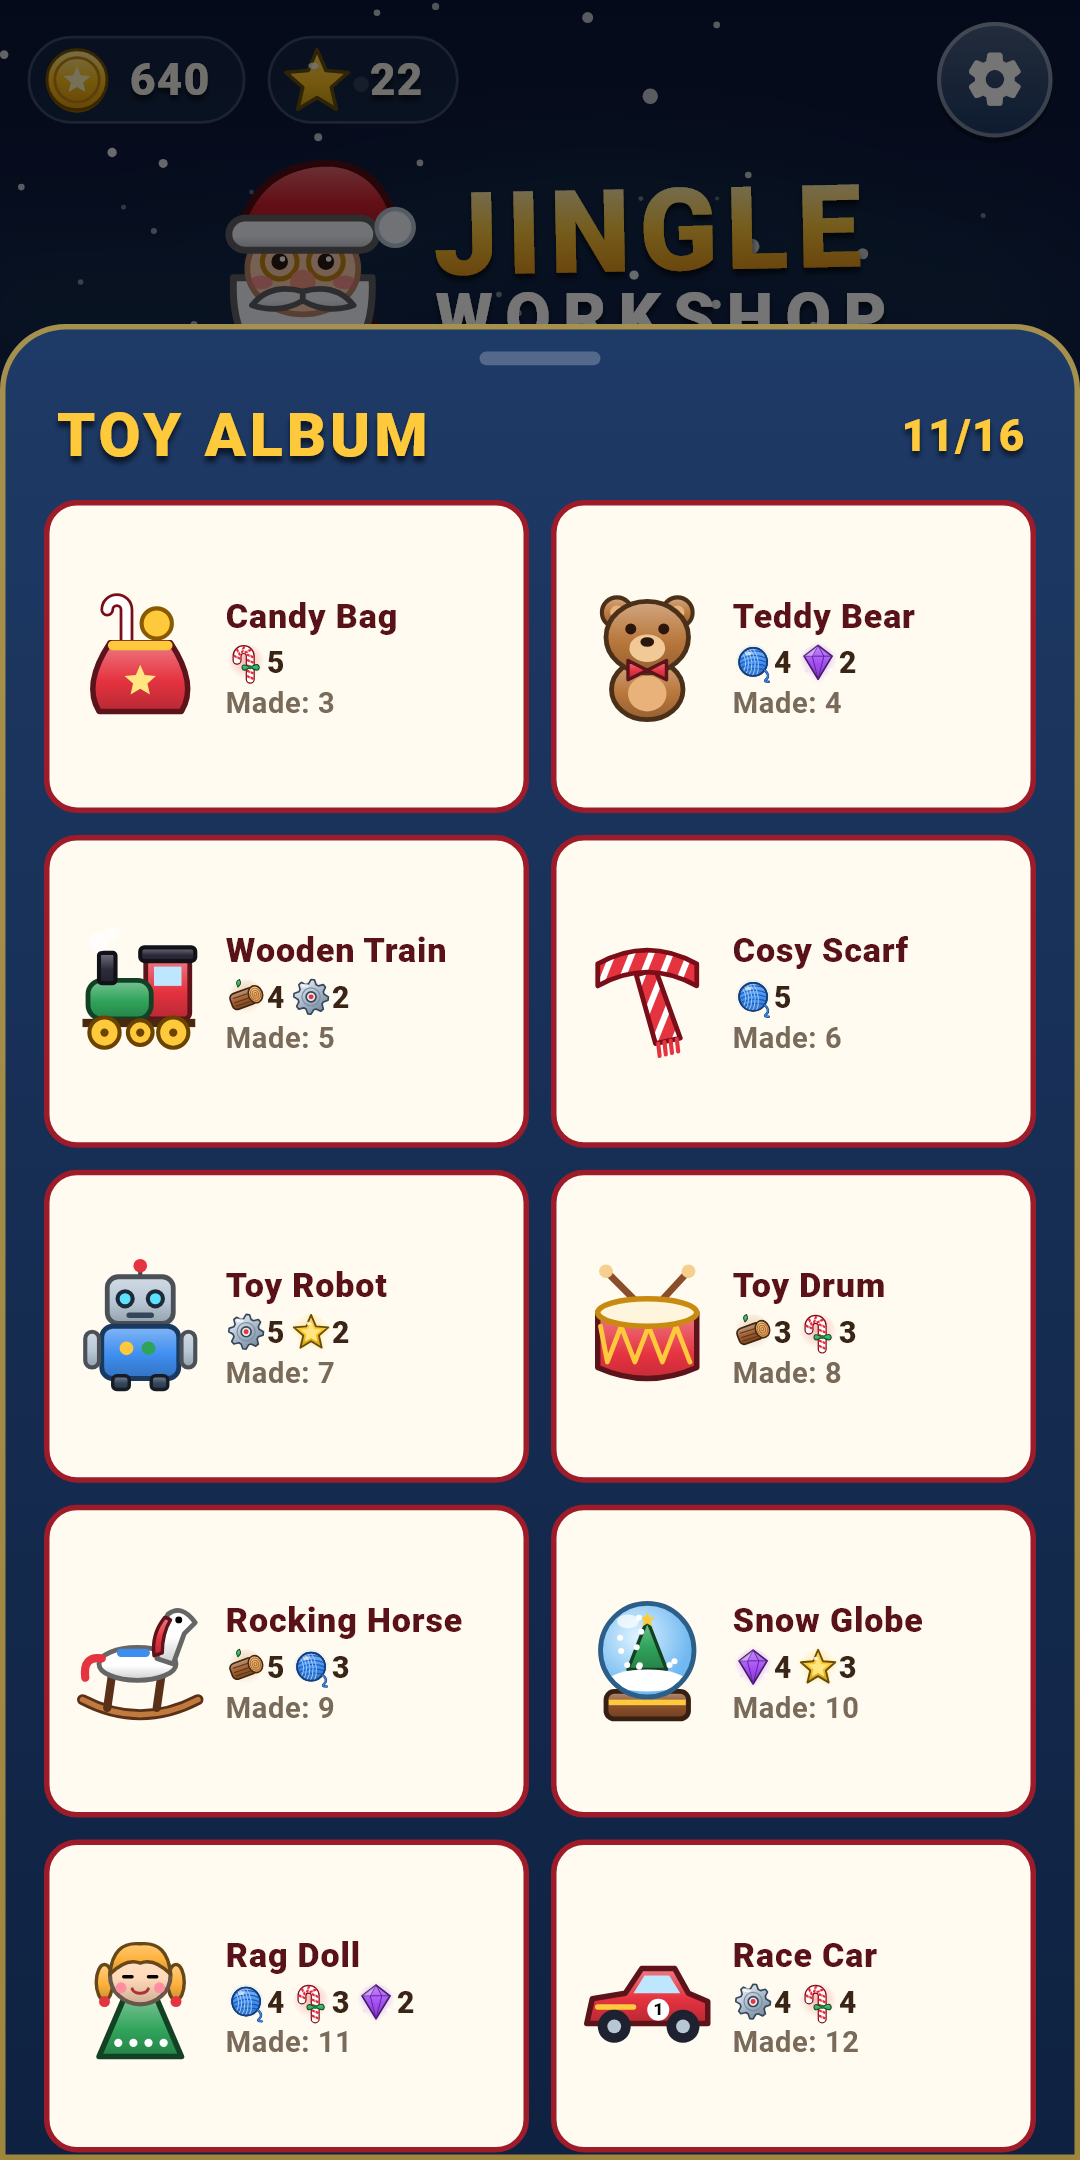 640
22
JINGLE
WORKSHOP
TOY ALBUM
11/16
Candy Bag
5
Made: 3
Teddy Bear
4 2
Made: 4
Wooden Train
4 2
Made: 5
Cosy Scarf
5
Made: 6
Toy Robot
5 2
Made: 7
Toy Drum
3 3
Made: 8
Rocking Horse
5 3
Made: 9
Snow Globe
4 3
Made: 10
Rag Doll
4 3 2
Made: 11
1
Race Car
4 4
Made: 12